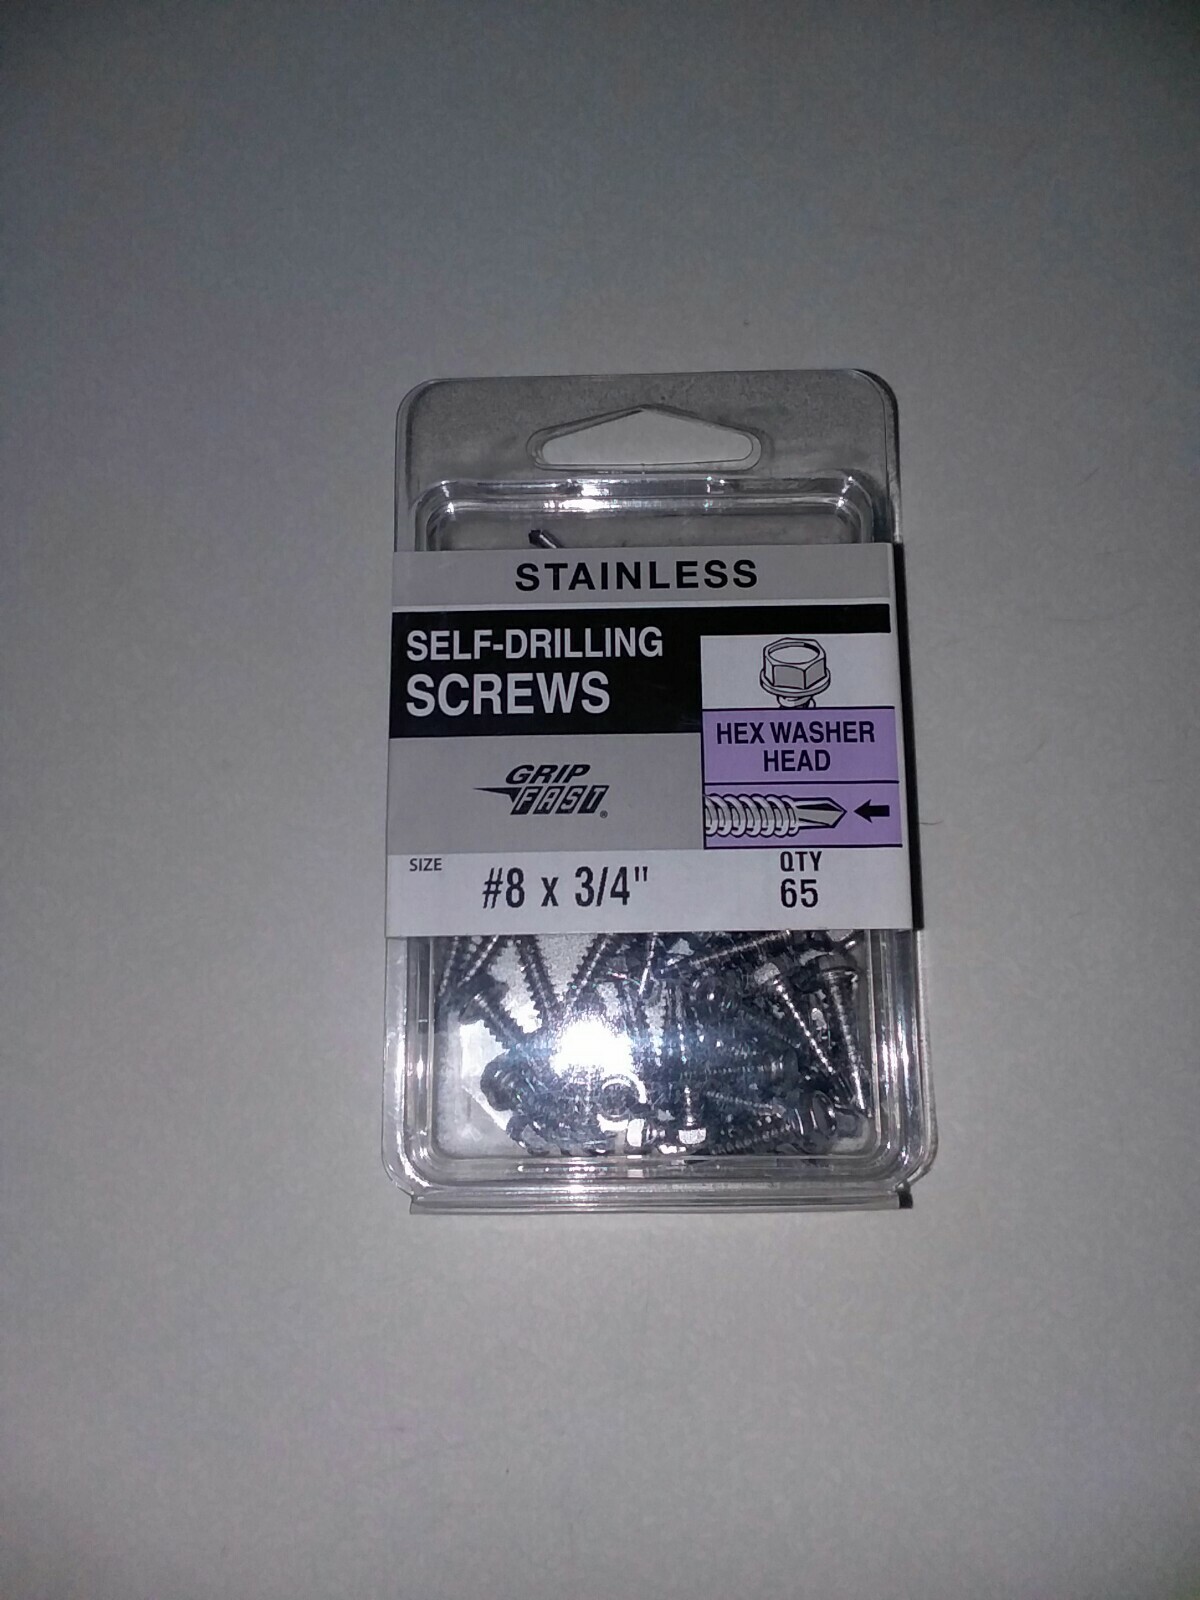 STAINLESS
SELF-DRILLING
SCREWS
HEX WASHER
HEAD
GRIP
FAST®
SIZE
#8 x 3/4"
QTY
65